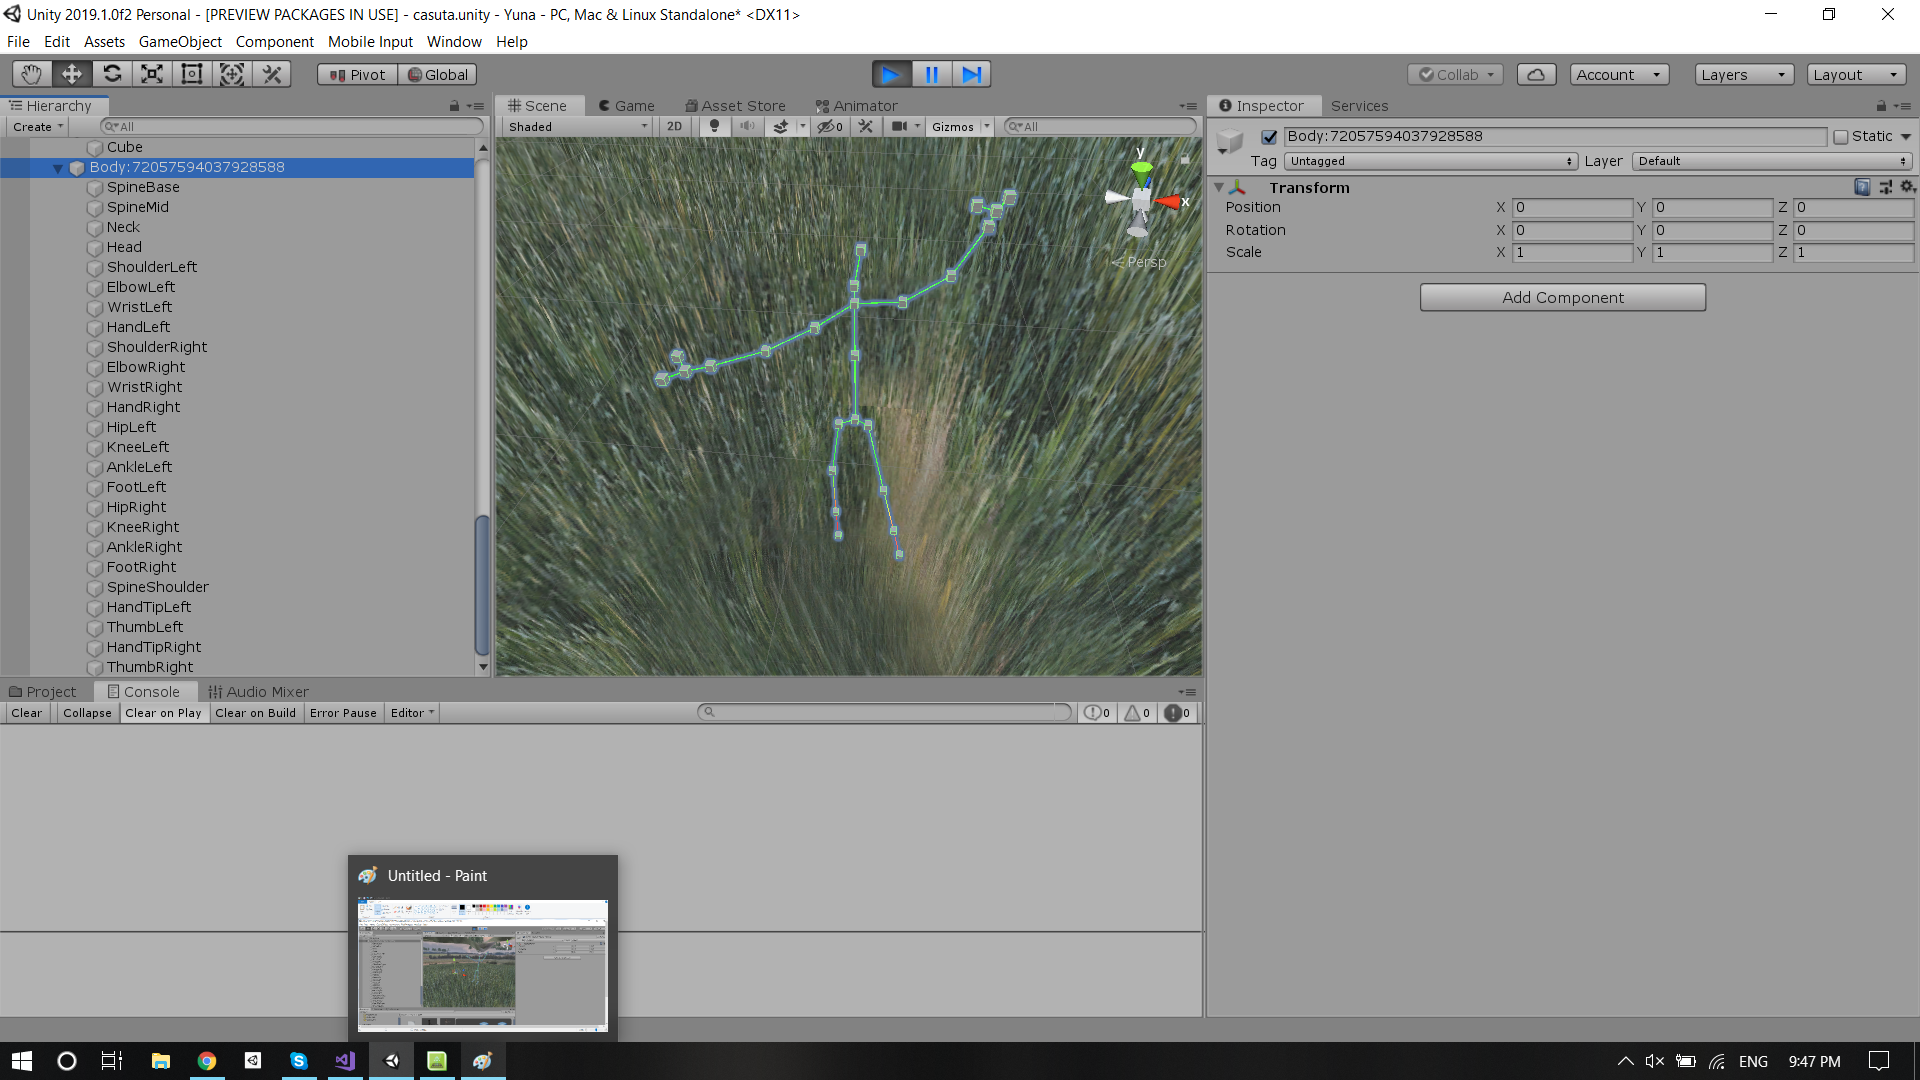 Unity 2019.1.0f2 Personal - [PREVIEW PACKAGES IN USE] - casuta.unity - Yuna - PC, Mac & Linux Standalone* <DX11>
File Edit Assets GameObject Component Mobile Input Window Help
Pivot Global Collab Account Layers Layout
Hierarchy
Create All
Cube
Body:72057594037928588
SpineBase
SpineMid
Neck
Head
ShoulderLeft
ElbowLeft
WristLeft
HandLeft
ShoulderRight
ElbowRight
WristRight
HandRight
HipLeft
KneeLeft
AnkleLeft
FootLeft
HipRight
KneeRight
AnkleRight
FootRight
SpineShoulder
HandTipLeft
ThumbLeft
HandTipRight
ThumbRight
Scene Game Asset Store Animator
Shaded 2D 0 Gizmos All
y
x
Persp
Inspector Services
Body:72057594037928588 Static
Tag Untagged Layer Default
Transform
Position X 0 Y 0 Z 0
Rotation X 0 Y 0 Z 0
Scale X 1 Y 1 Z 1
Add Component
Project Console Audio Mixer
Clear Collapse Clear on Play Clear on Build Error Pause Editor 0 0 0
Untitled - Paint
ENG 9:47 PM